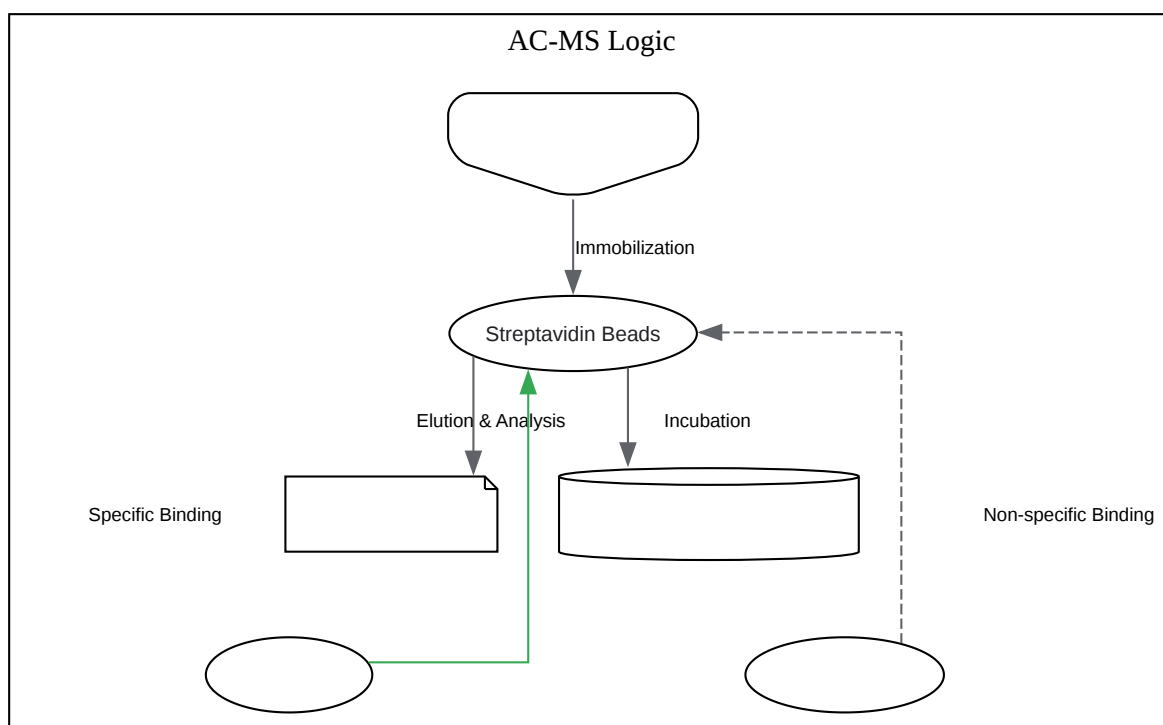 AC-MS Logic
Immobilization
Streptavidin Beads
Elution & Analysis
Incubation
Specific Binding
Non-specific Binding